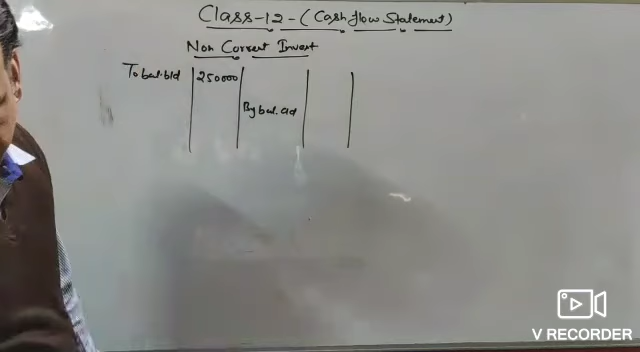 Class-12-(Cash flow Statement)
Non Current Invest
To bal. b/d 250000
By bal. c/d
V RECORDER